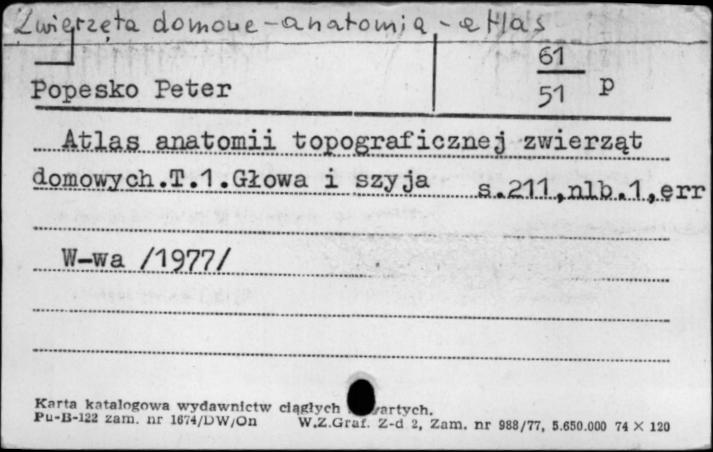 Zwierzęta domowe - anatomia - atlas
61
Popesko Peter
51 p
Atlas anatomii topograficznej zwierząt
domowych.T.1.Głowa i szyja s.211,nlb.1,err
W-wa /1977/
Karta katalogowa wydawnictw ciągłych
Pu-B-122 zam. nr 1674/DW/On W.Z.Graf. Z-d 2, Zam. nr 988/77, 5.650.000 74 × 120